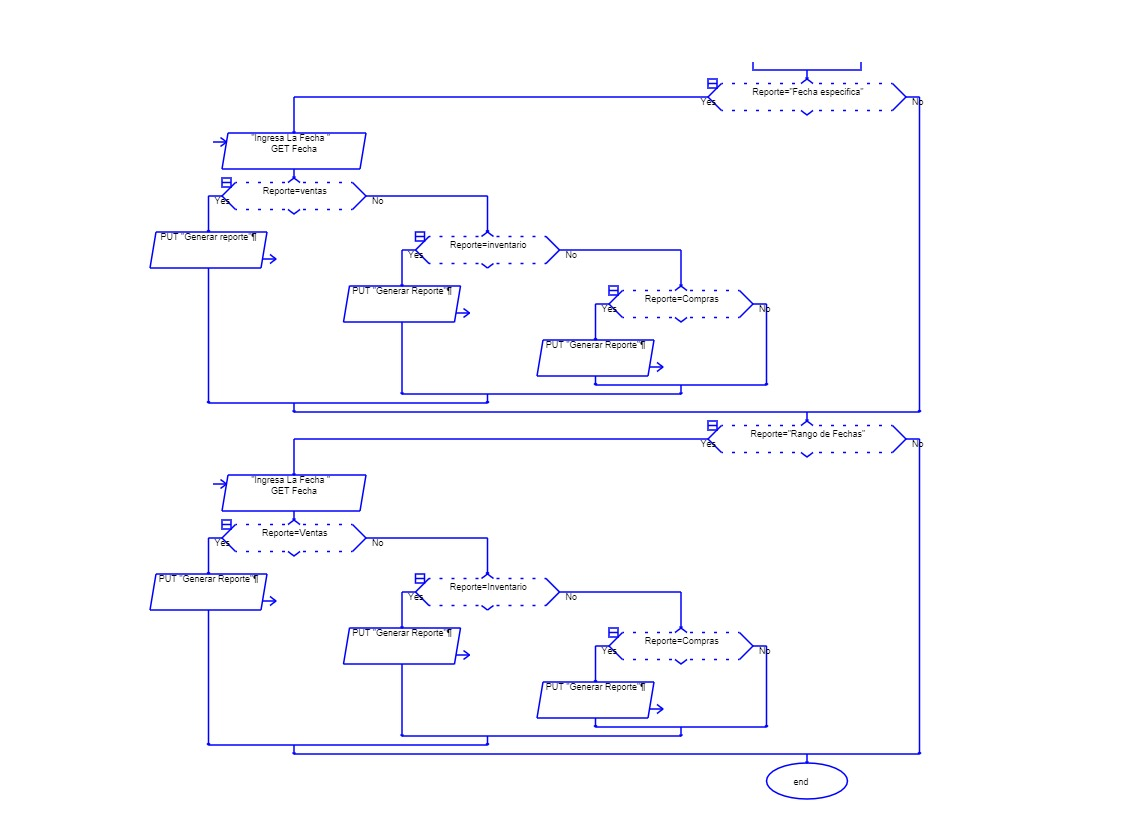 Reporte="Fecha especifica"
Yes
No
"Ingresa La Fecha "
GET Fecha
Reporte=ventas
Yes
No
PUT "Generar reporte"¶
Reporte=inventario
Yes
No
PUT "Generar Reporte"¶
Reporte=Compras
Yes
No
PUT "Generar Reporte"¶
Reporte="Rango de Fechas"
Yes
No
"Ingresa La Fecha "
GET Fecha
Reporte=Ventas
Yes
No
PUT "Generar Reporte"¶
Reporte=Inventario
Yes
No
PUT "Generar Reporte"¶
Reporte=Compras
Yes
No
PUT "Generar Reporte"¶
end